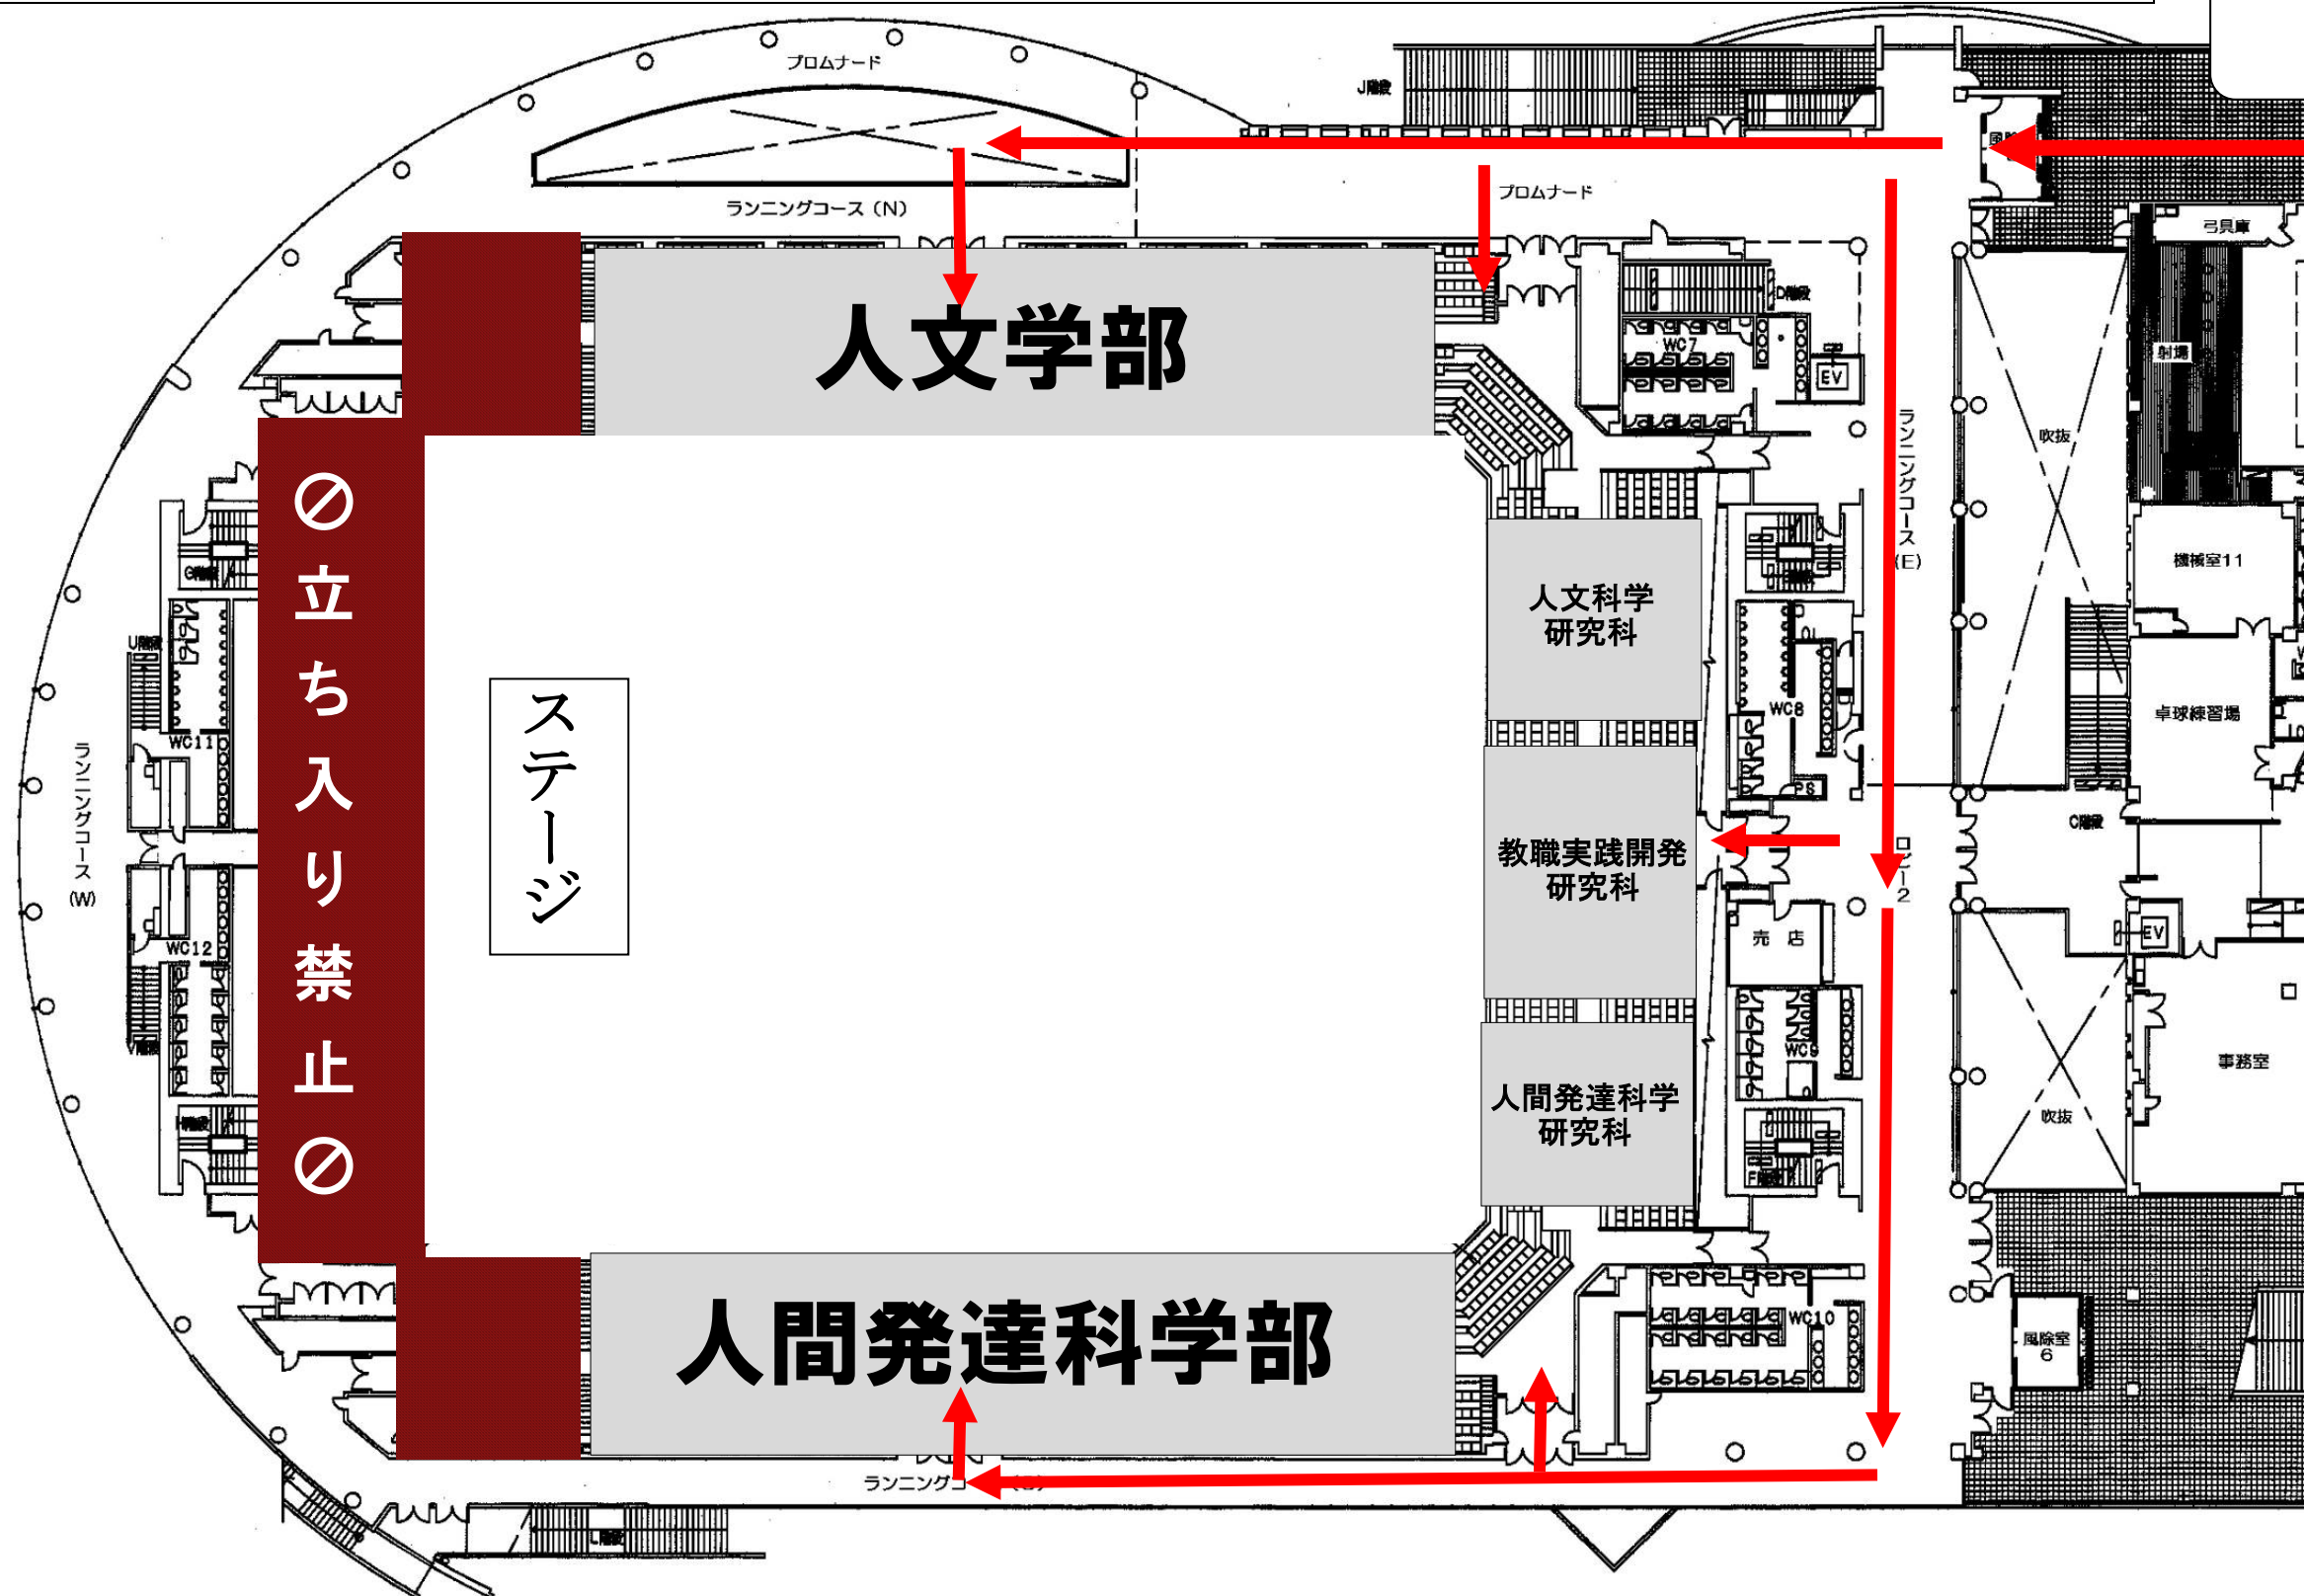 プロムナード
J階段
ランニングコース(N)
プロムナード
弓具庫
人文学部
D階段
WC7
EV
射場
吹抜
ランニングコース
(E)
立ち入り禁止
G階段
人文科学
研究科
機械室11
U階段
ステージ
WC8
卓球練習場
WC11
ランニングコース
(W)
PS
C階段
教職実践開発
研究科
WC12
売店
EV
V階段
WC9
事務室
人間発達科学
研究科
吹抜
H階段
F階段
人間発達科学部
WC10
風除室
6
L階段